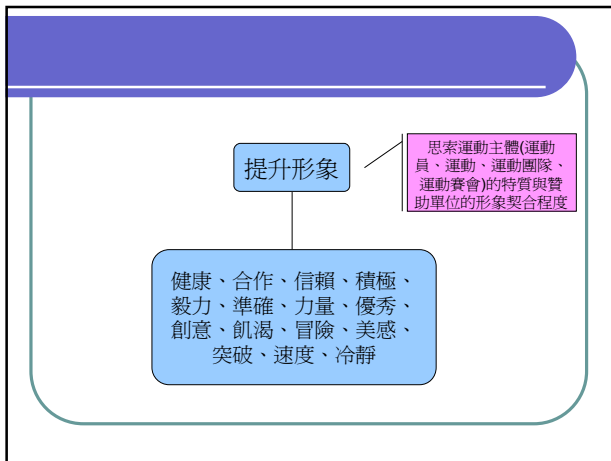 提升形象
思索運動主體(運動
員、運動、運動團隊、
運動賽會)的特質與贊
助單位的形象契合程度
健康、合作、信賴、積極、
毅力、準確、力量、優秀、
創意、飢渴、冒險、美感、
突破、速度、冷靜